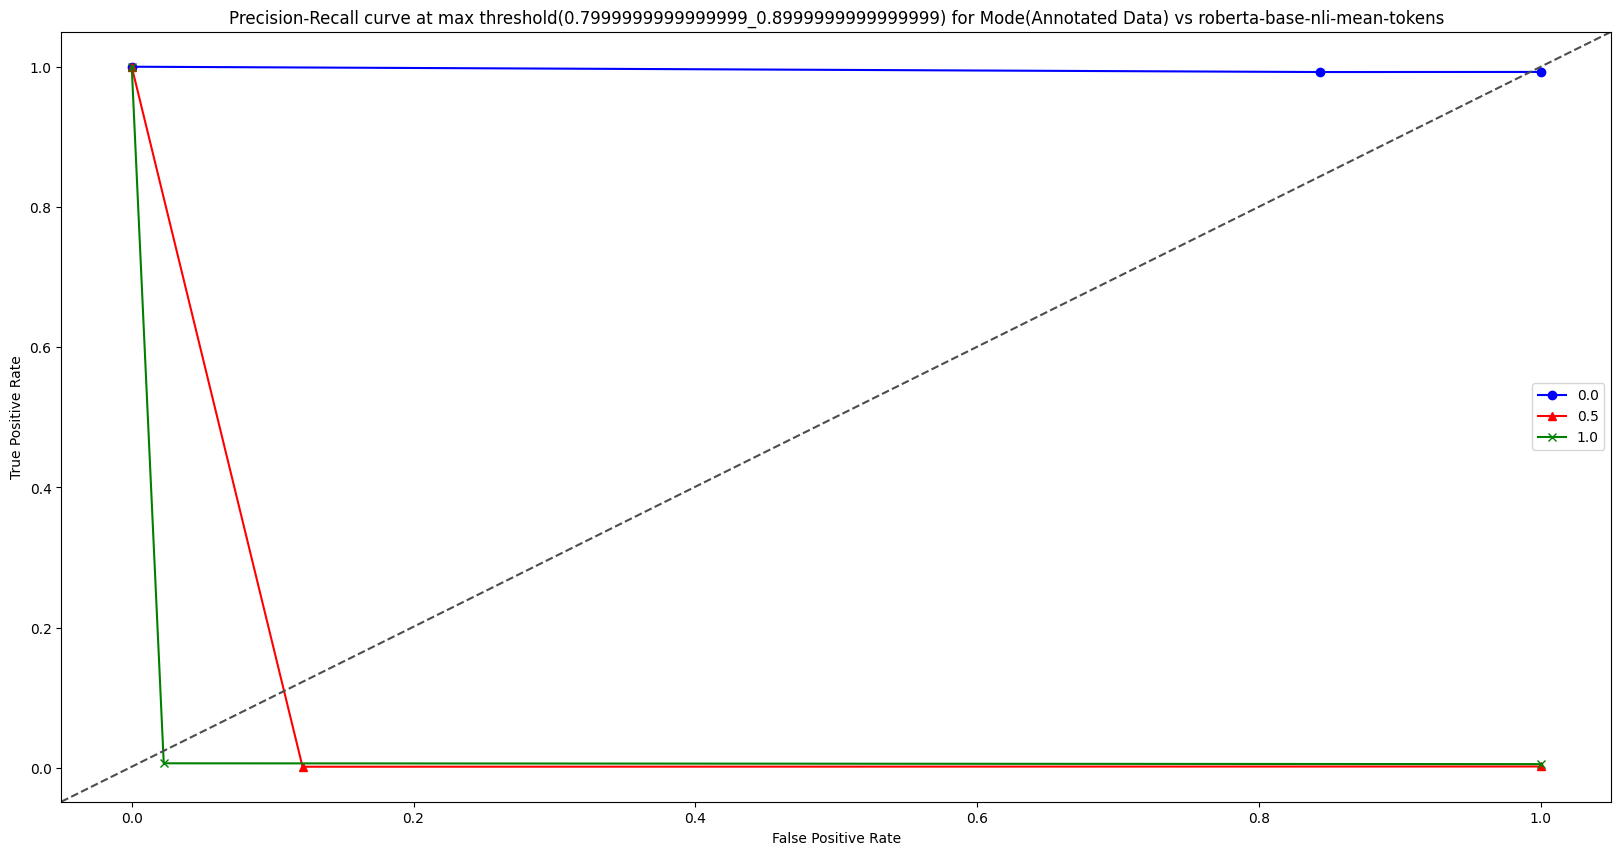 Precision-Recall curve at max threshold(0.7999999999999999_0.8999999999999999) for Mode(Annotated Data) vs roberta-base-nli-mean-tokens
1.0
0.8
0.6
0.4
0.2
0.0
True Positive Rate
0.0
0.5
1.0
0.0 0.2 0.4 0.6 0.8 1.0
False Positive Rate